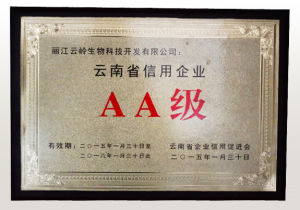 丽江云岭生物科技开发有限公司：
云南省信用企业
AA级
有效期：二〇一五年一月三十日至
二〇一八年一月三十日止
云南省企业信用促进会
二〇一五年一月三十日